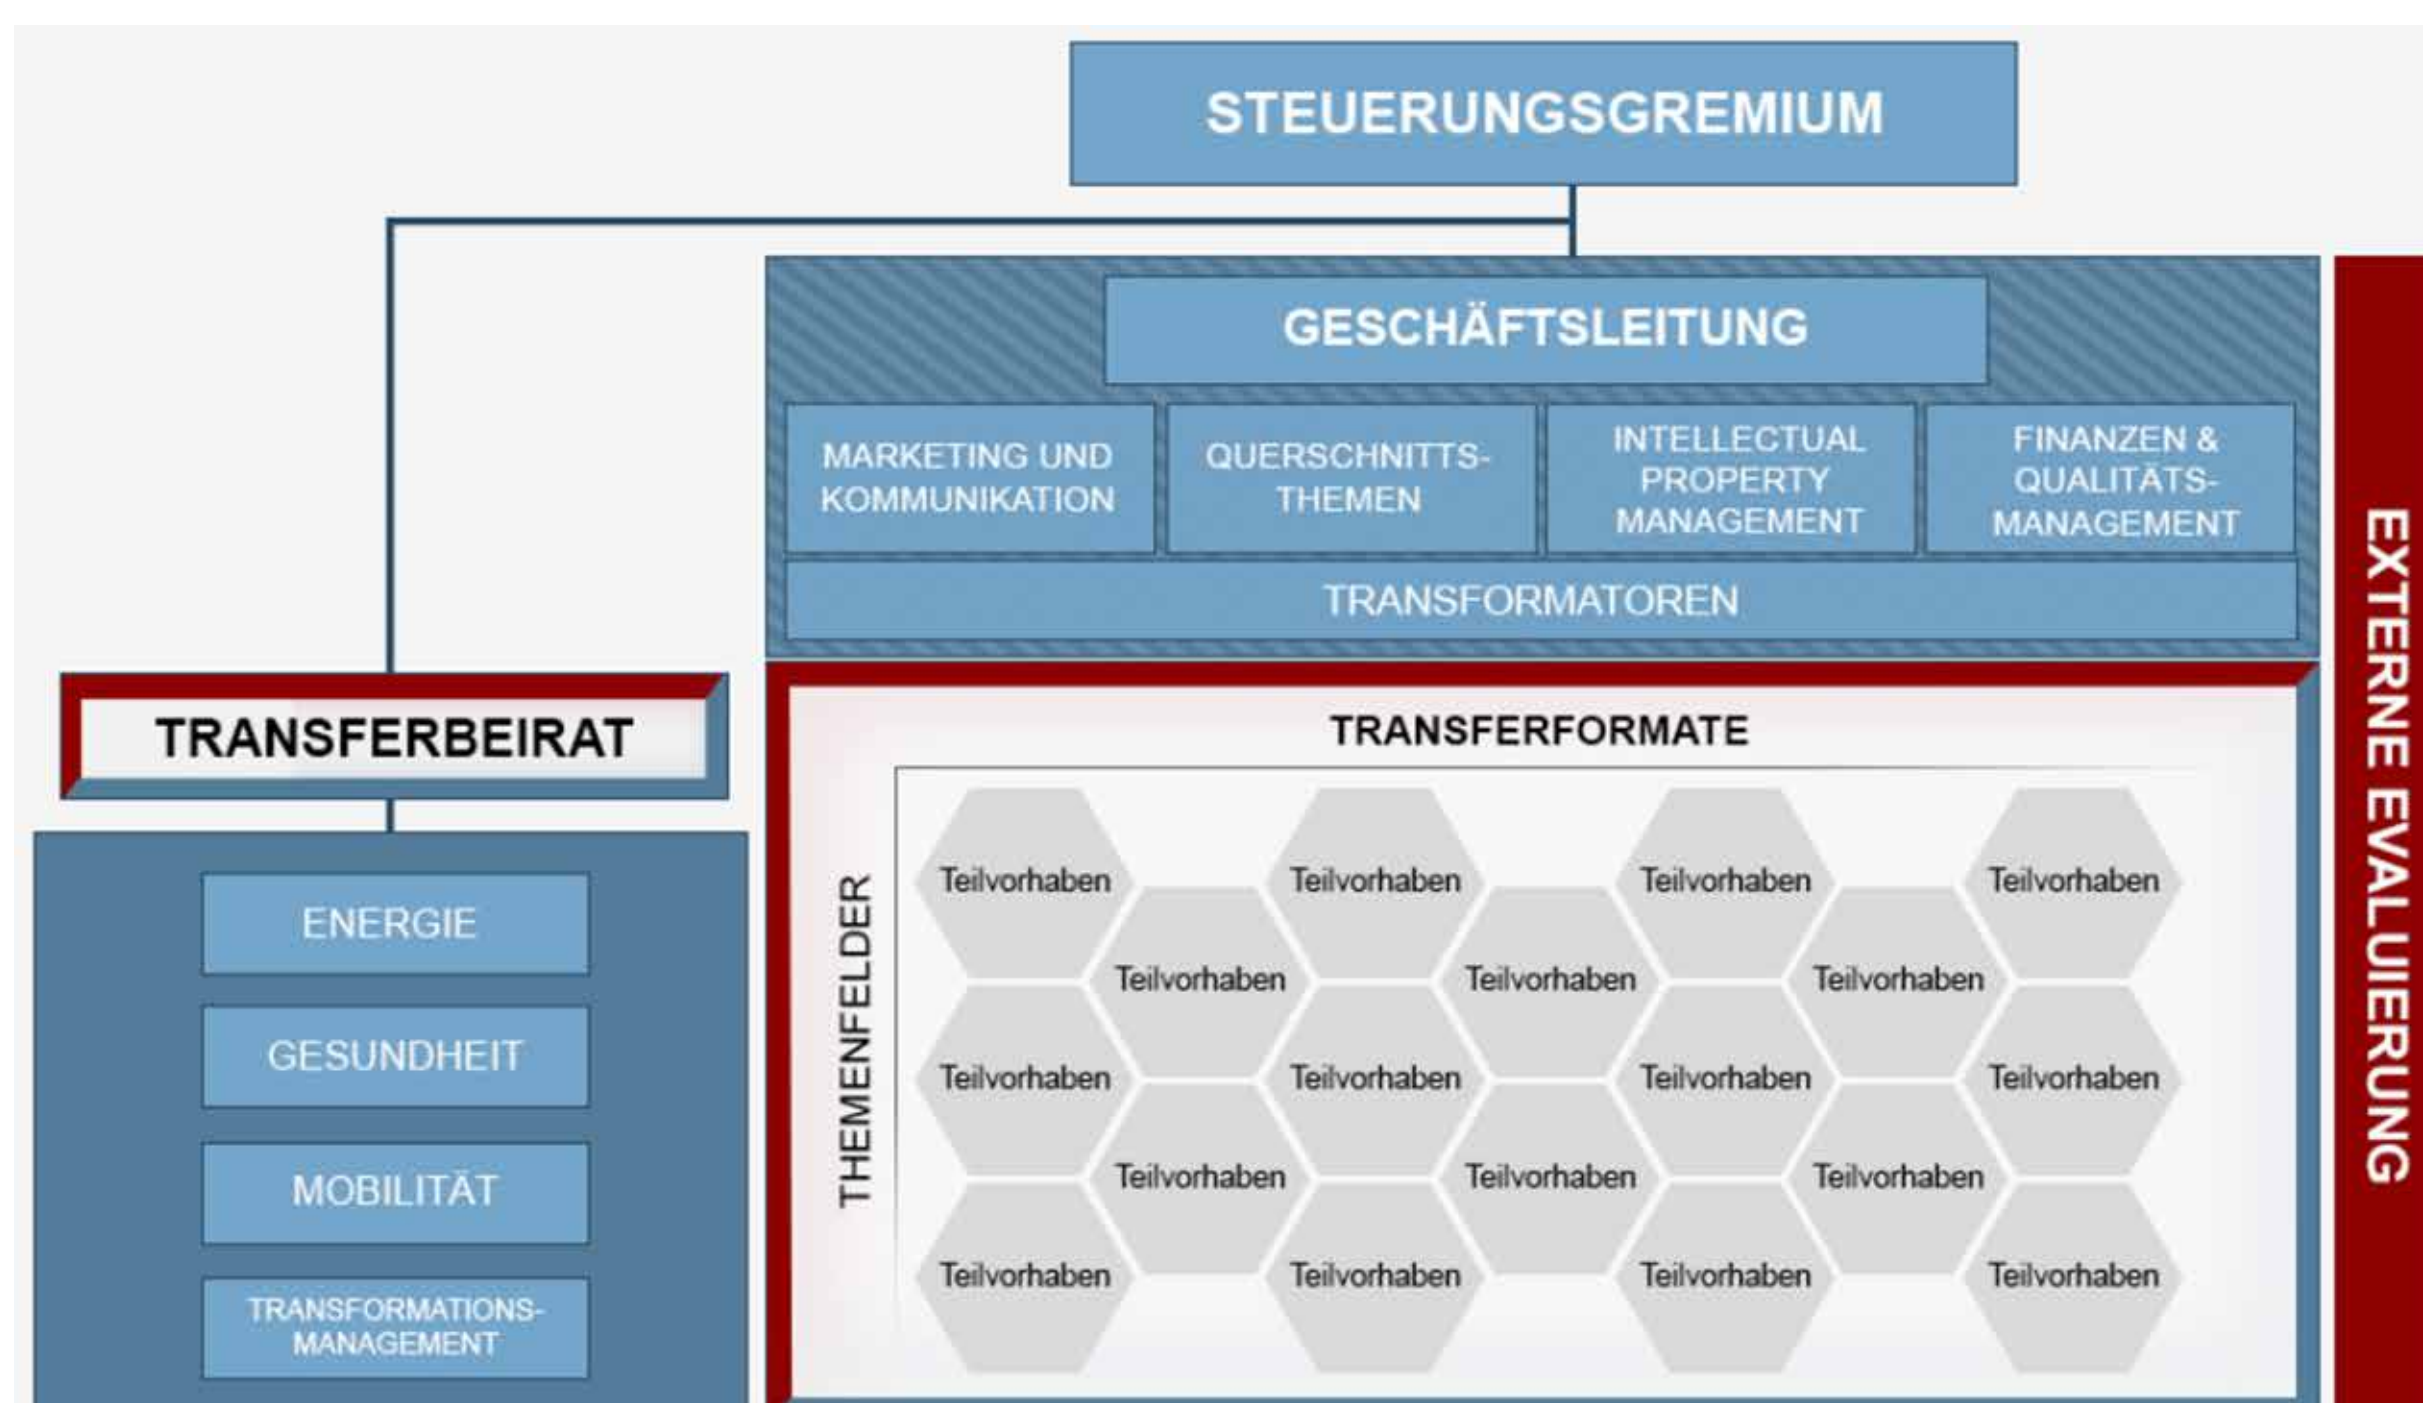 STEUERUNGSGREMIUM
GESCHÄFTSLEITUNG
MARKETING UND
KOMMUNIKATION
QUERSCHNITTS-
THEMEN
INTELLECTUAL
PROPERTY
MANAGEMENT
FINANZEN &
QUALITÄTS-
MANAGEMENT
TRANSFORMATOREN
TRANSFERBEIRAT
ENERGIE
GESUNDHEIT
MOBILITÄT
TRANSFORMATIONS-
MANAGEMENT
TRANSFERFORMATE
THEMENFELDER
Teilvorhaben Teilvorhaben Teilvorhaben Teilvorhaben
Teilvorhaben Teilvorhaben Teilvorhaben
Teilvorhaben Teilvorhaben Teilvorhaben Teilvorhaben
Teilvorhaben Teilvorhaben Teilvorhaben
Teilvorhaben Teilvorhaben Teilvorhaben Teilvorhaben
EXTERNE EVALUIERUNG